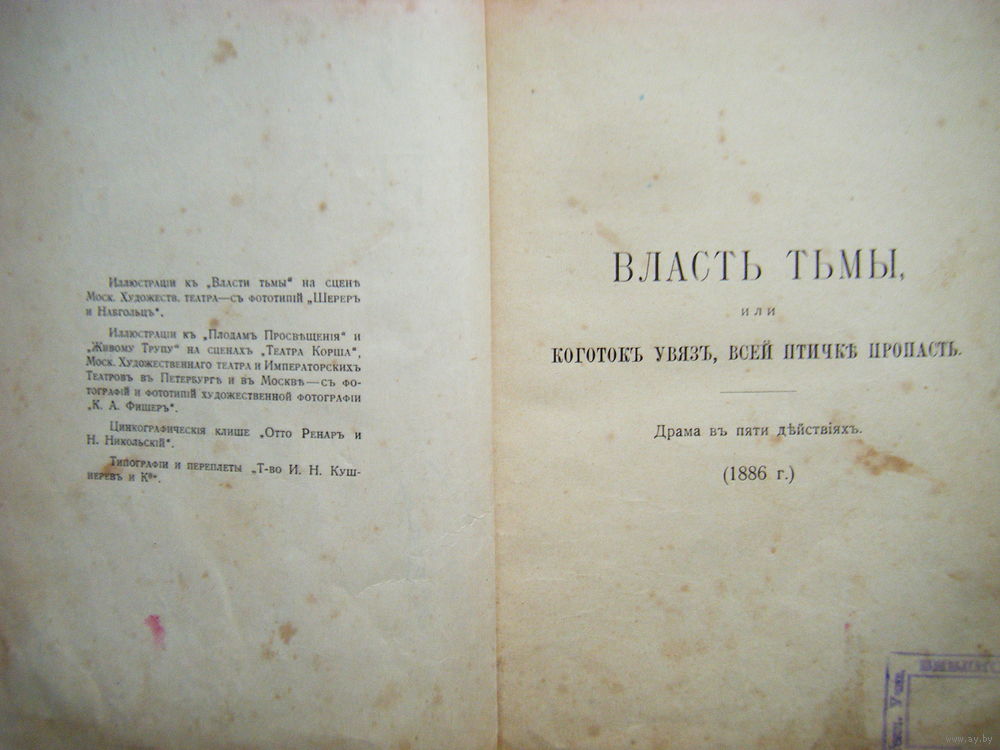 Иллюстраціи къ „Власти тьмы" на сценѣ
Моск. Художеств. театра—съ фототипій „Шереръ
и Набгольцъ".
Иллюстраціи къ „Плодамъ Просвѣщенія" и
„Живому Трупу" на сценахъ „Театра Корша",
Моск. Художественнаго театра и Императорскихъ
Театровъ въ Петербургѣ и въ Москвѣ—съ фо-
тографій и фототипій художественной фотографіи
„К. А. Фишеръ".
Цинкографическія клише „Отто Ренаръ и
Н. Никольскій".
Типографіи и переплеты „Т-во И. Н. Куш-
неревъ и К°".
ВЛАСТЬ ТЬМЫ,
или
КОГОТОКЪ УВЯЗЪ, ВСЕЙ ПТИЧКѢ ПРОПАСТЬ.
Драма въ пяти дѣйствіяхъ.
(1886 г.)
www.ay.by